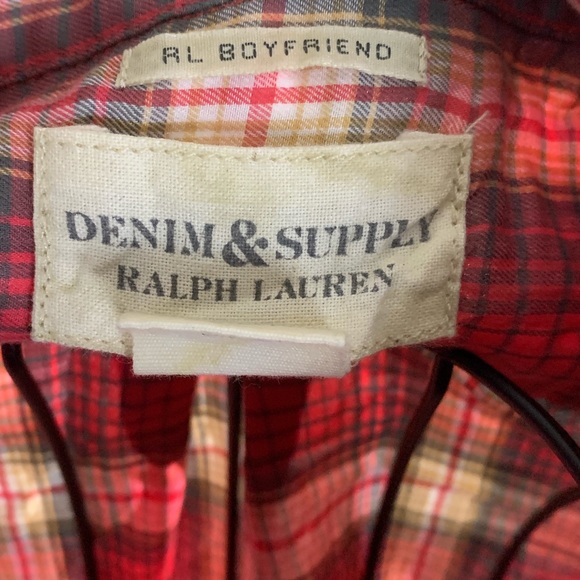 RL BOYFRIEND
DENIM & SUPPLY
RALPH LAUREN